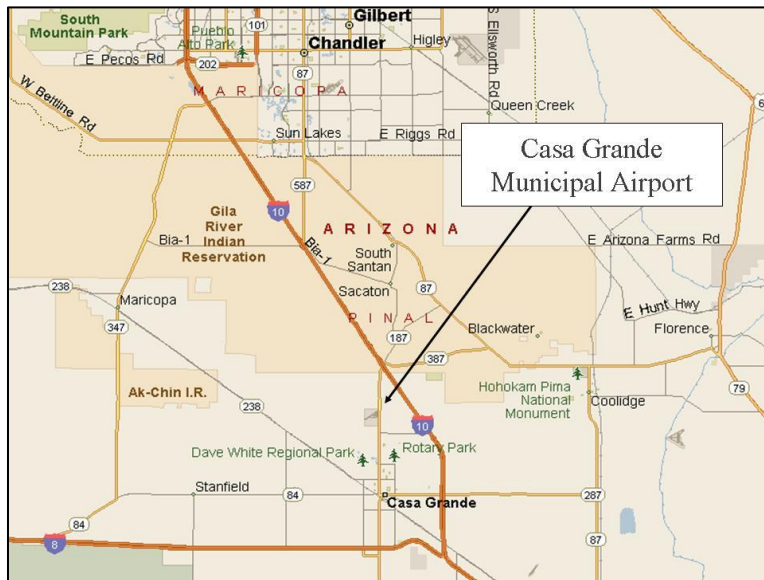 South
Mountain Park
Pueblo
Alto Park
101
Gilbert
S Ellsworth Rd
Chandler
Higley
E Pecos Rd
202
87
MARICOPA
W Beltline Rd
Queen Creek
Sun Lakes
E Riggs Rd
Casa Grande
Municipal Airport
587
10
Gila
River
Indian
Reservation
ARIZONA
Bia-1
Bia-1
South
Santan
E Arizona Farms Rd
238
Maricopa
Sacaton
87
E Hunt Hwy
347
PINAL
187
Blackwater
Florence
387
Ak-Chin I.R.
Hohokam Pima
National
Monument
79
238
Coolidge
10
Dave White Regional Park
Rotary Park
Stanfield
84
Casa Grande
287
84
8
87